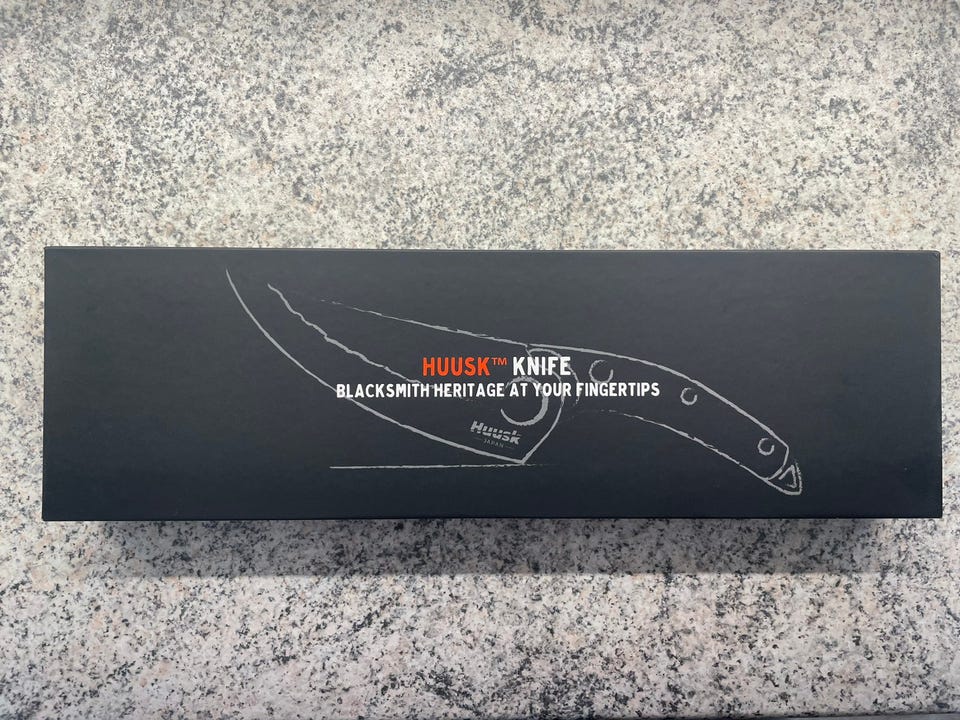 HUUSK™ KNIFE
BLACKSMITH HERITAGE AT YOUR FINGERTIPS
Huusk
JAPAN